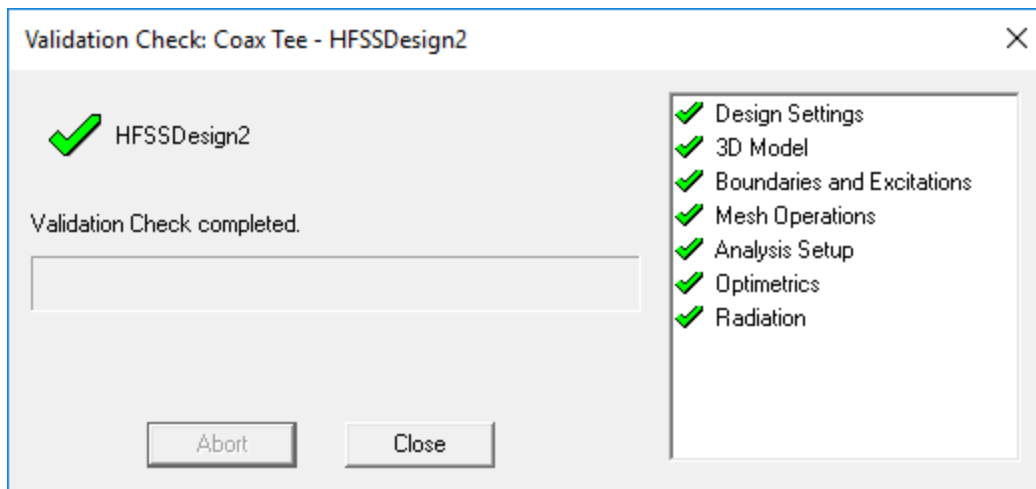 Validation Check: Coax Tee - HFSSDesign2
HFSSDesign2
Validation Check completed.
Abort
Close
Design Settings
3D Model
Boundaries and Excitations
Mesh Operations
Analysis Setup
Optimetrics
Radiation